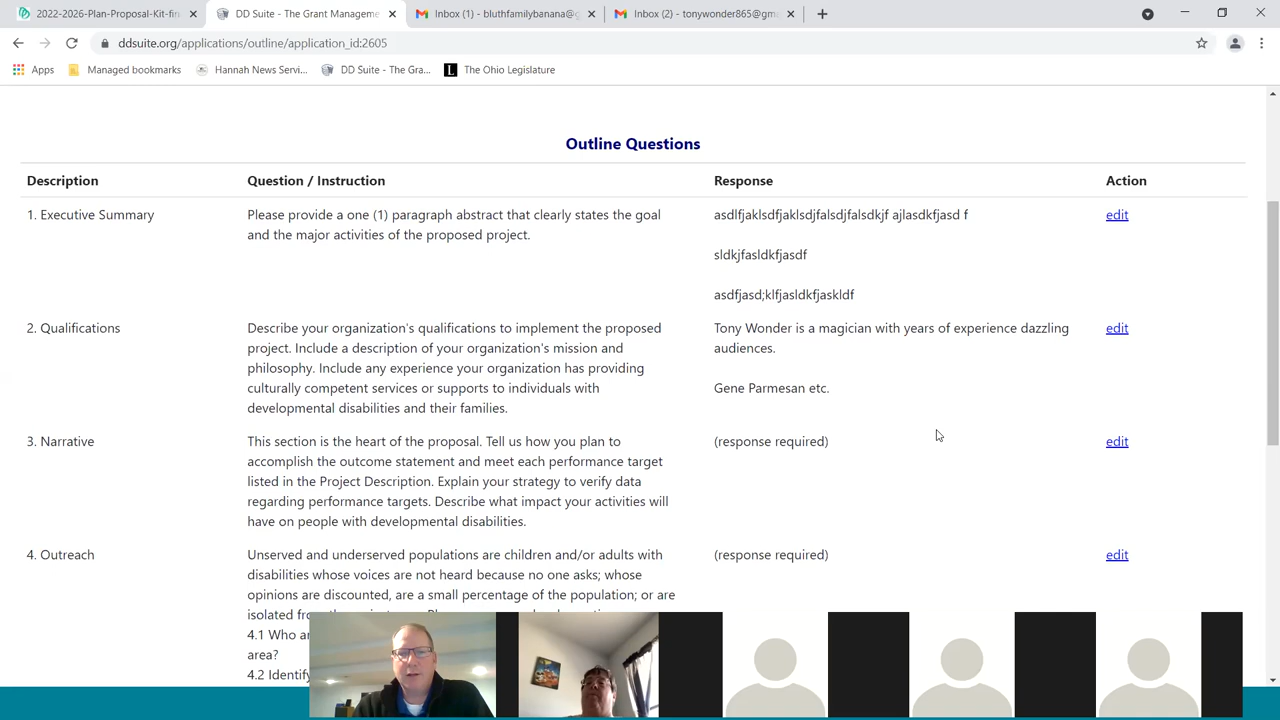 2022-2026-Plan-Proposal-Kit-fin
DD Suite - The Grant Manageme
Inbox (1) - bluthfamilybanana@g
Inbox (2) - tonywonder865@gm
ddsuite.org/applications/outline/application_id:2605
Apps
Managed bookmarks
Hannah News Servi...
DD Suite - The Gra...
L The Ohio Legislature
Outline Questions
Description Question / Instruction Response Action
1. Executive Summary
Please provide a one (1) paragraph abstract that clearly states the goal
and the major activities of the proposed project.
asdlfjaklsdfjaklsdjfalsdjfalsdkjf ajlasdkfjasd f
sldkjfasldkfjasdf
asdfjasd;klfjasldkfjaskldf
edit
2. Qualifications
Describe your organization's qualifications to implement the proposed
project. Include a description of your organization's mission and
philosophy. Include any experience your organization has providing
culturally competent services or supports to individuals with
developmental disabilities and their families.
Tony Wonder is a magician with years of experience dazzling
audiences.
Gene Parmesan etc.
edit
3. Narrative
This section is the heart of the proposal. Tell us how you plan to
accomplish the outcome statement and meet each performance target
listed in the Project Description. Explain your strategy to verify data
regarding performance targets. Describe what impact your activities will
have on people with developmental disabilities.
(response required)
edit
4. Outreach
Unserved and underserved populations are children and/or adults with
disabilities whose voices are not heard because no one asks; whose
opinions are discounted, are a small percentage of the population; or are
isolated
4.1 Who
area?
4.2 Identify
(response required)
edit